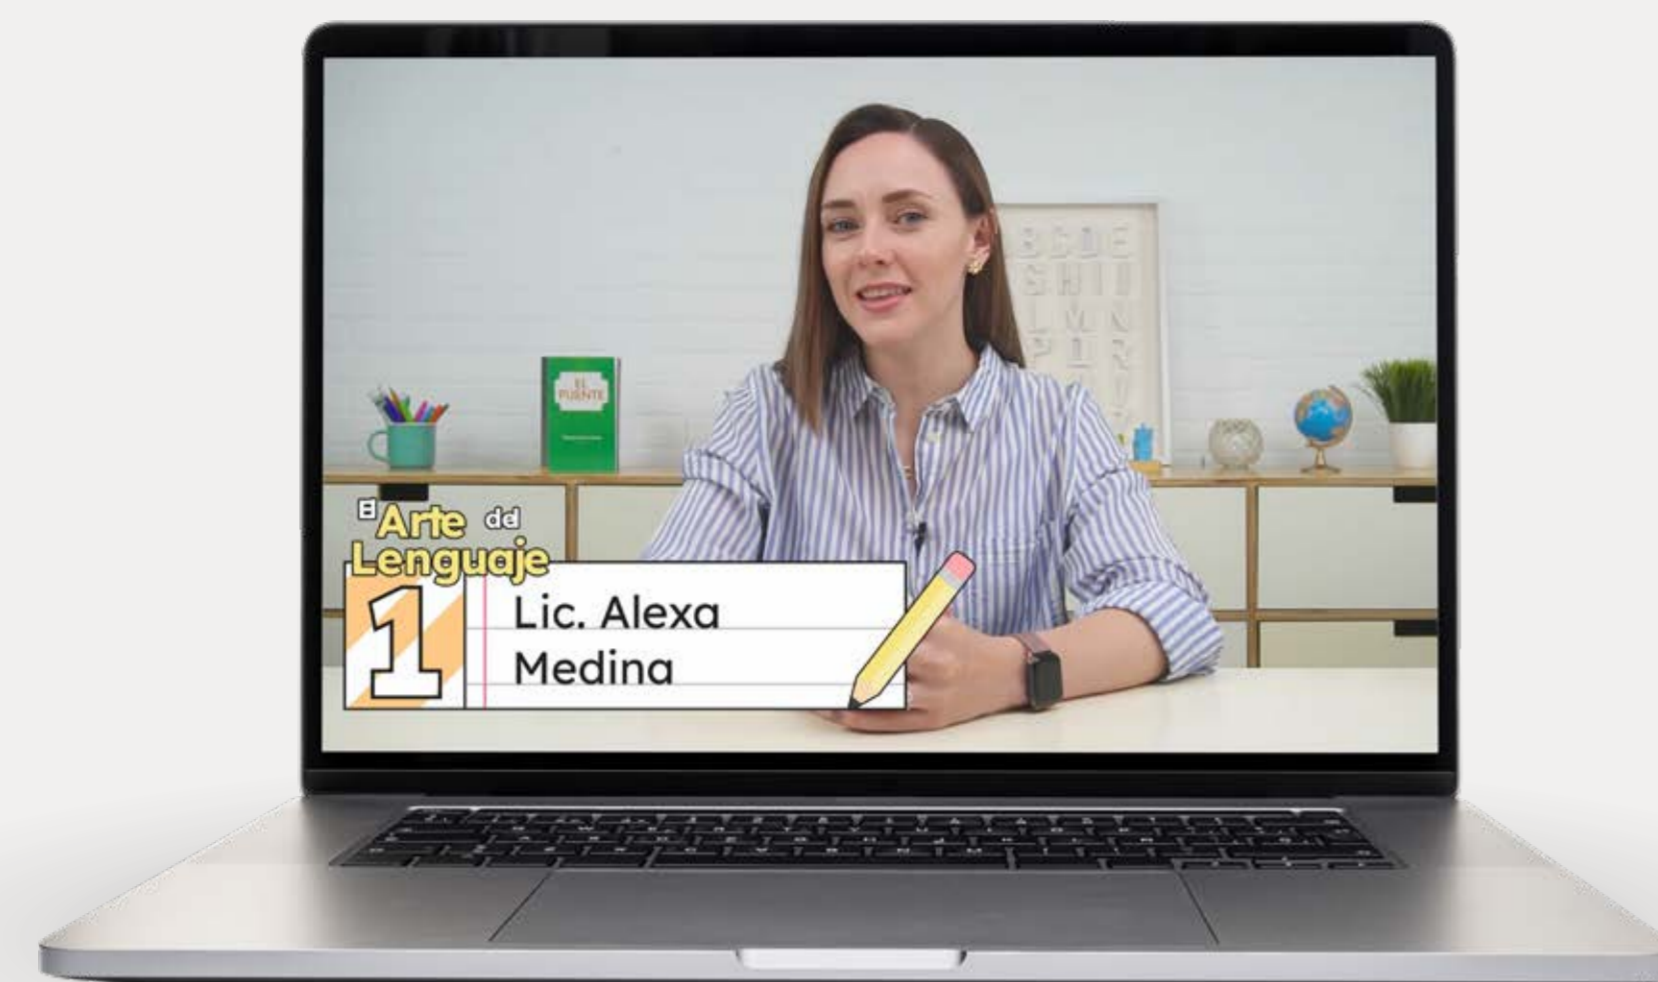 EL
PUENTE
El Arte del
Lenguaje
1
Lic. Alexa
Medina